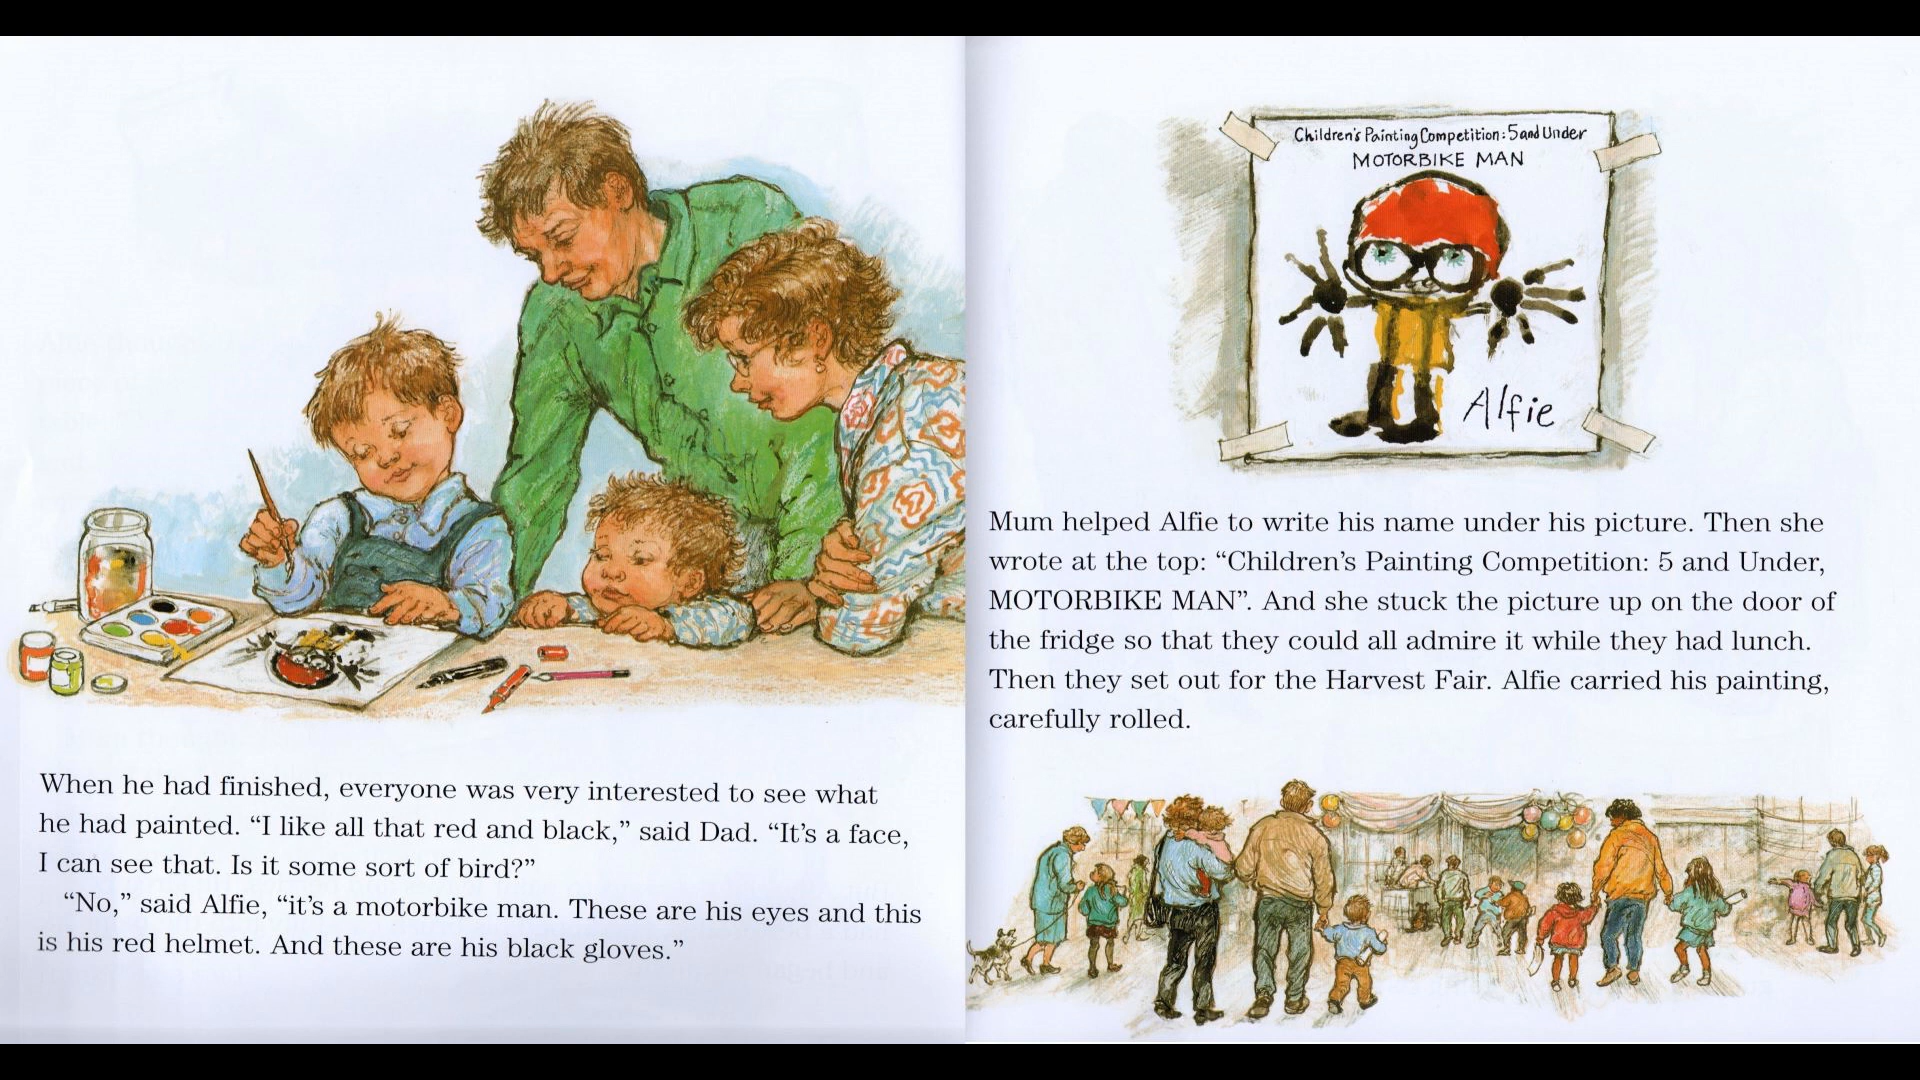 When he had finished, everyone was very interested to see what
he had painted. “I like all that red and black,” said Dad. “It’s a face,
I can see that. Is it some sort of bird?”
“No,” said Alfie, “it’s a motorbike man. These are his eyes and this
is his red helmet. And these are his black gloves.”
Children’s Painting Competition: 5 and Under
MOTORBIKE MAN
Alfie
Mum helped Alfie to write his name under his picture. Then she
wrote at the top: “Children’s Painting Competition: 5 and Under,
MOTORBIKE MAN”. And she stuck the picture up on the door of
the fridge so that they could all admire it while they had lunch.
Then they set out for the Harvest Fair. Alfie carried his painting,
carefully rolled.